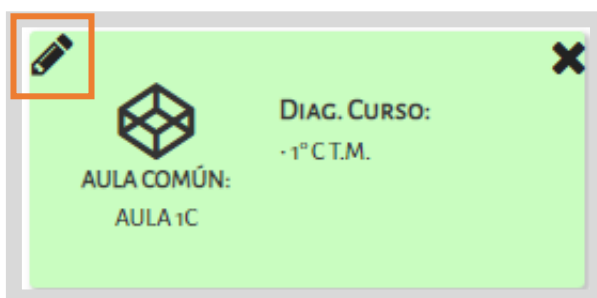 DIAG. CURSO:
• 1° C T.M.
AULA COMÚN:
AULA 1C